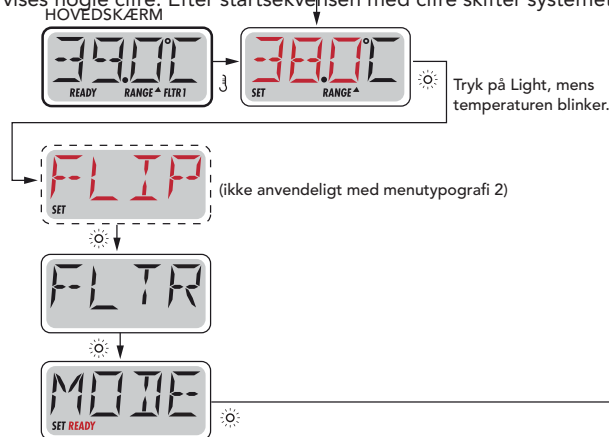 vises nogle cifre. Efter startsekvensen med cifre skifter systemet
HOVEDSKÆRM
39.0°C
READY RANGE FLTR1
38.0°C
SET RANGE
Tryk på Light, mens
temperaturen blinker.
FLIP
SET
(ikke anvendeligt med menutypografi 2)
FLTR
MODE
SET READY